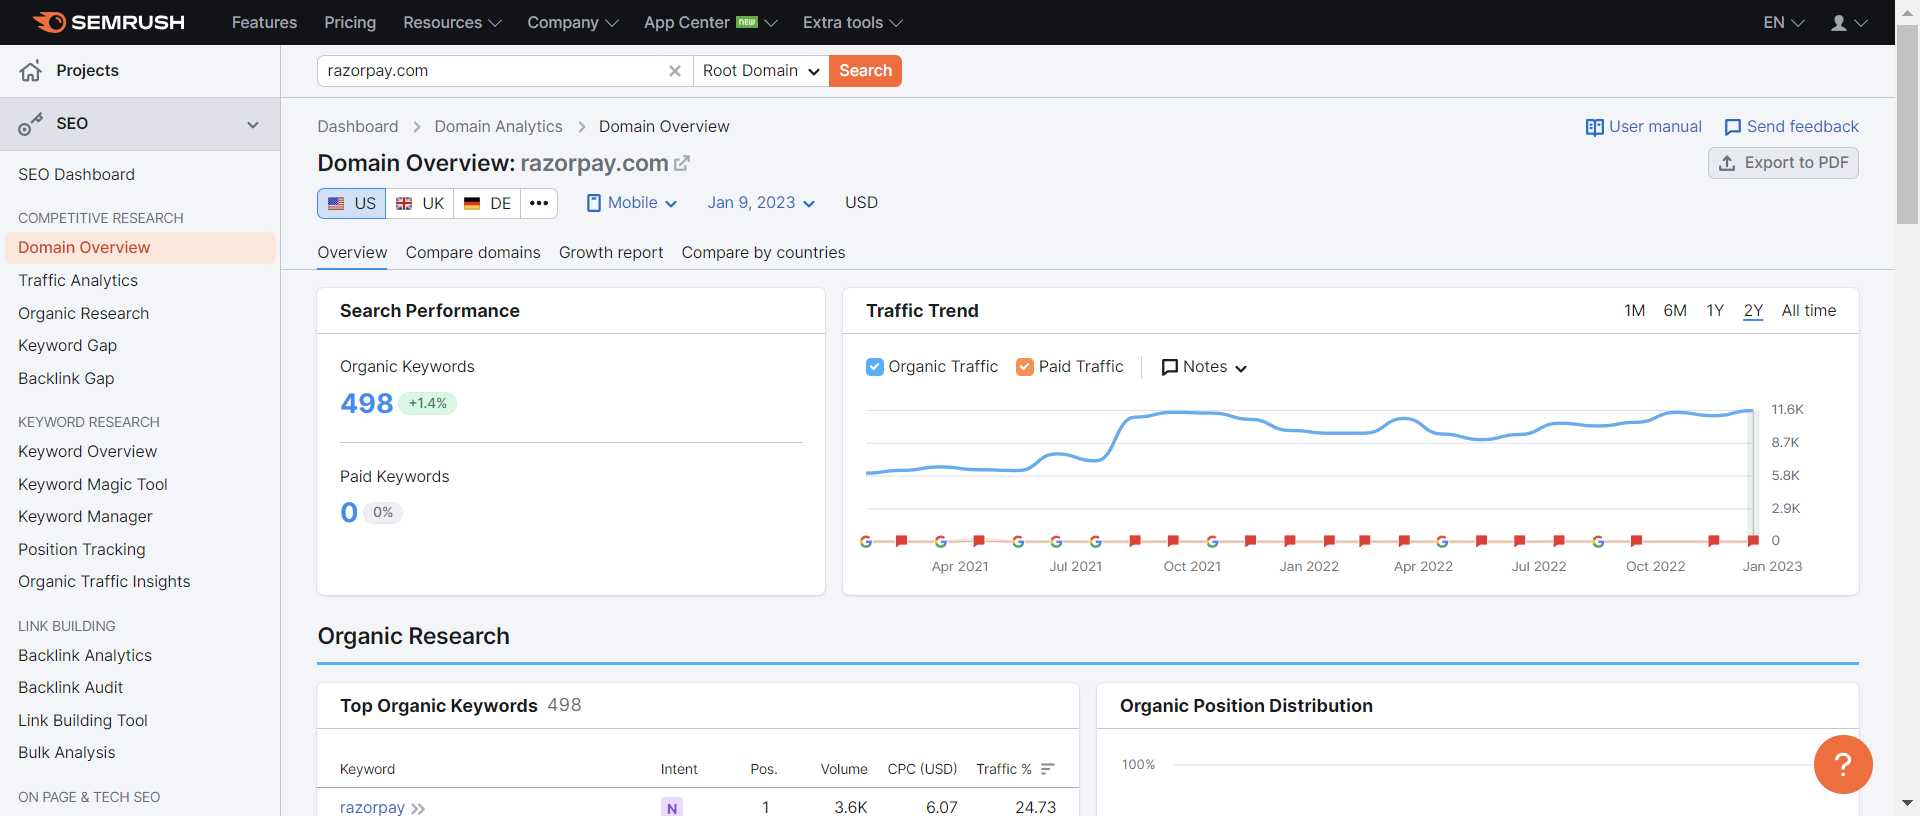 SEMRUSH
Features Pricing Resources Company App Center NEW Extra tools EN
Projects
razorpay.com Root Domain Search
SEO
Dashboard Domain Analytics Domain Overview
User manual Send feedback
Domain Overview: razorpay.com
Export to PDF
US UK DE ••• Mobile Jan 9, 2023 USD
Overview Compare domains Growth report Compare by countries
SEO Dashboard
COMPETITIVE RESEARCH
Domain Overview
Traffic Analytics
Organic Research
Keyword Gap
Backlink Gap
KEYWORD RESEARCH
Keyword Overview
Keyword Magic Tool
Keyword Manager
Position Tracking
Organic Traffic Insights
LINK BUILDING
Backlink Analytics
Backlink Audit
Link Building Tool
Bulk Analysis
ON PAGE & TECH SEO
Search Performance
Organic Keywords
498 +1.4%
Paid Keywords
0 0%
Traffic Trend
1M 6M 1Y 2Y All time
Organic Traffic Paid Traffic Notes
11.6K
8.7K
5.8K
2.9K
0
Apr 2021 Jul 2021 Oct 2021 Jan 2022 Apr 2022 Jul 2022 Oct 2022 Jan 2023
Organic Research
Top Organic Keywords 498
Keyword Intent Pos. Volume CPC (USD) Traffic %
razorpay N 1 3.6K 6.07 24.73
Organic Position Distribution
100%
?